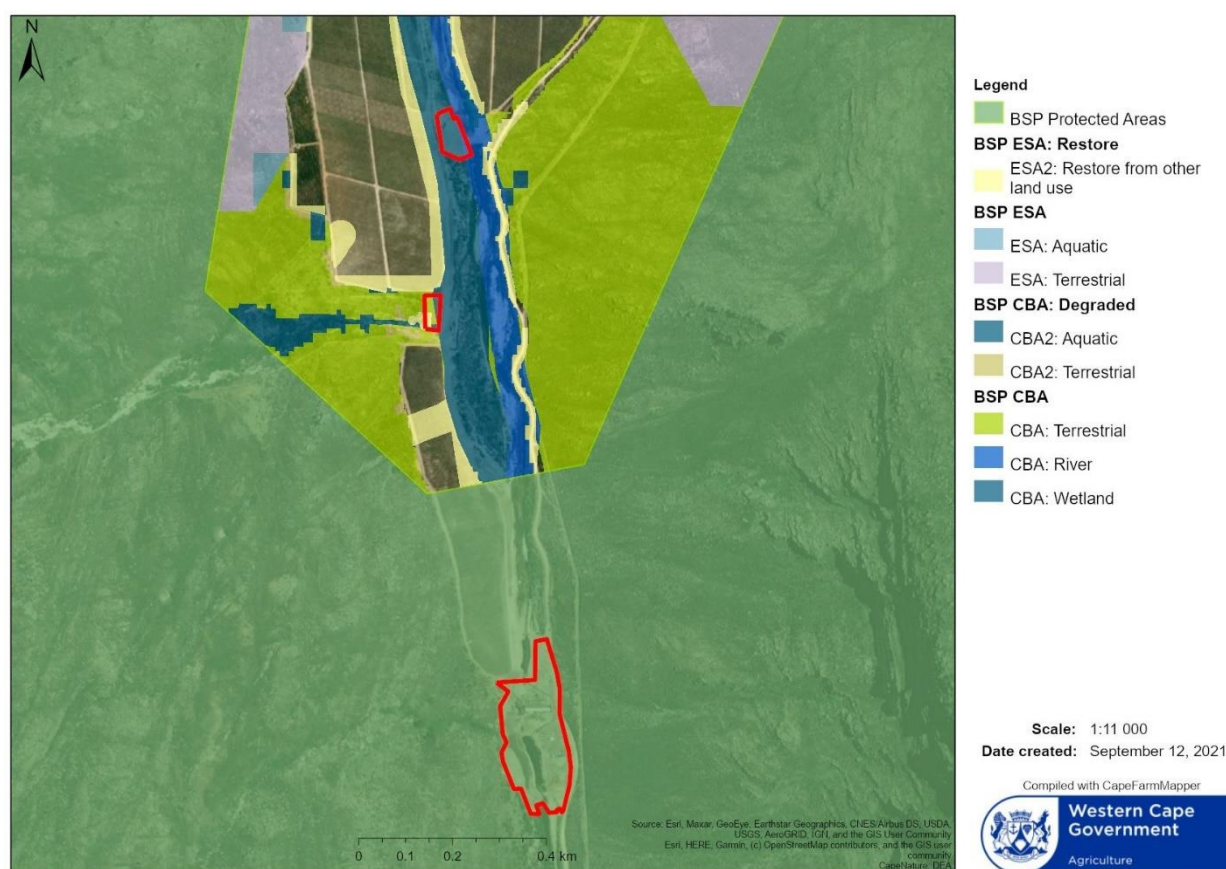 N
Legend
BSP Protected Areas
BSP ESA: Restore
ESA2: Restore from other
land use
BSP ESA
ESA: Aquatic
ESA: Terrestrial
BSP CBA: Degraded
CBA2: Aquatic
CBA2: Terrestrial
BSP CBA
CBA: Terrestrial
CBA: River
CBA: Wetland
Scale: 1:11 000
Date created: September 12, 2021
Compiled with CapeFarmMapper
Western Cape
Government
Agriculture
Source: Esri, Maxar, GeoEye, Earthstar Geographics, CNES/Airbus DS, USDA,
USGS, AeroGRID, IGN, and the GIS User Community
Esri, HERE, Garmin, (c) OpenStreetMap contributors, and the GIS user
community
CapeNature, DEA
0 0.1 0.2 0.4 km